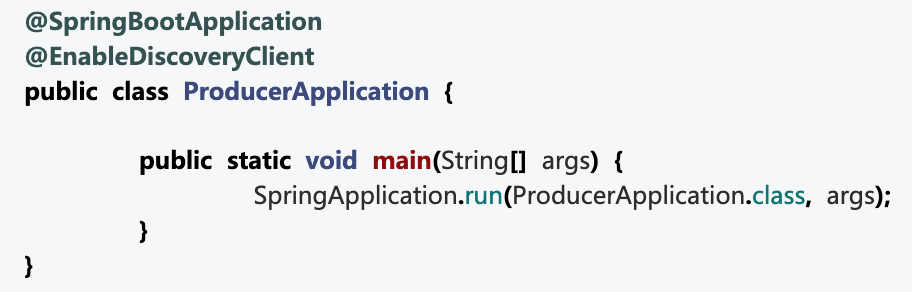 @SpringBootApplication
@EnableDiscoveryClient
public class ProducerApplication {
public static void main(String[] args) {
SpringApplication.run(ProducerApplication.class, args);
}
}